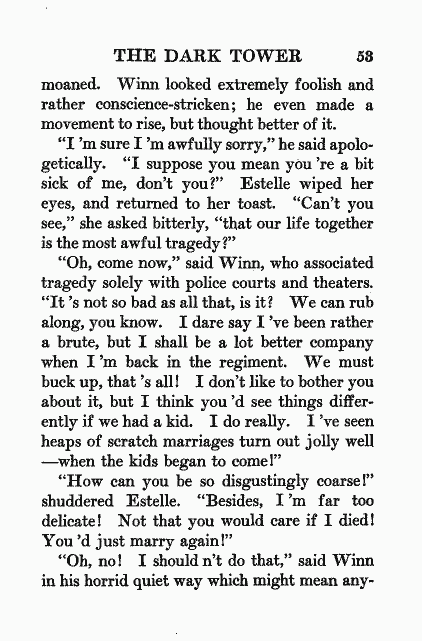 THE DARK TOWER 53
moaned. Winn looked extremely foolish and
rather conscience-stricken; he even made a
movement to rise, but thought better of it.
"I 'm sure I 'm awfully sorry," he said apolo-
getically. "I suppose you mean you 're a bit
sick of me, don't you?" Estelle wiped her
eyes, and returned to her toast. "Can't you
see," she asked bitterly, "that our life together
is the most awful tragedy?"
"Oh, come now," said Winn, who associated
tragedy solely with police courts and theaters.
"It 's not so bad as all that, is it? We can rub
along, you know. I dare say I 've been rather
a brute, but I shall be a lot better company
when I 'm back in the regiment. We must
buck up, that 's all! I don't like to bother you
about it, but I think you 'd see things differ-
ently if we had a kid. I do really. I 've seen
heaps of scratch marriages turn out jolly well
—when the kids began to come!"
"How can you be so disgustingly coarse!"
shuddered Estelle. "Besides, I 'm far too
delicate! Not that you would care if I died!
You 'd just marry again!"
"Oh, no! I should n't do that," said Winn
in his horrid quiet way which might mean any-